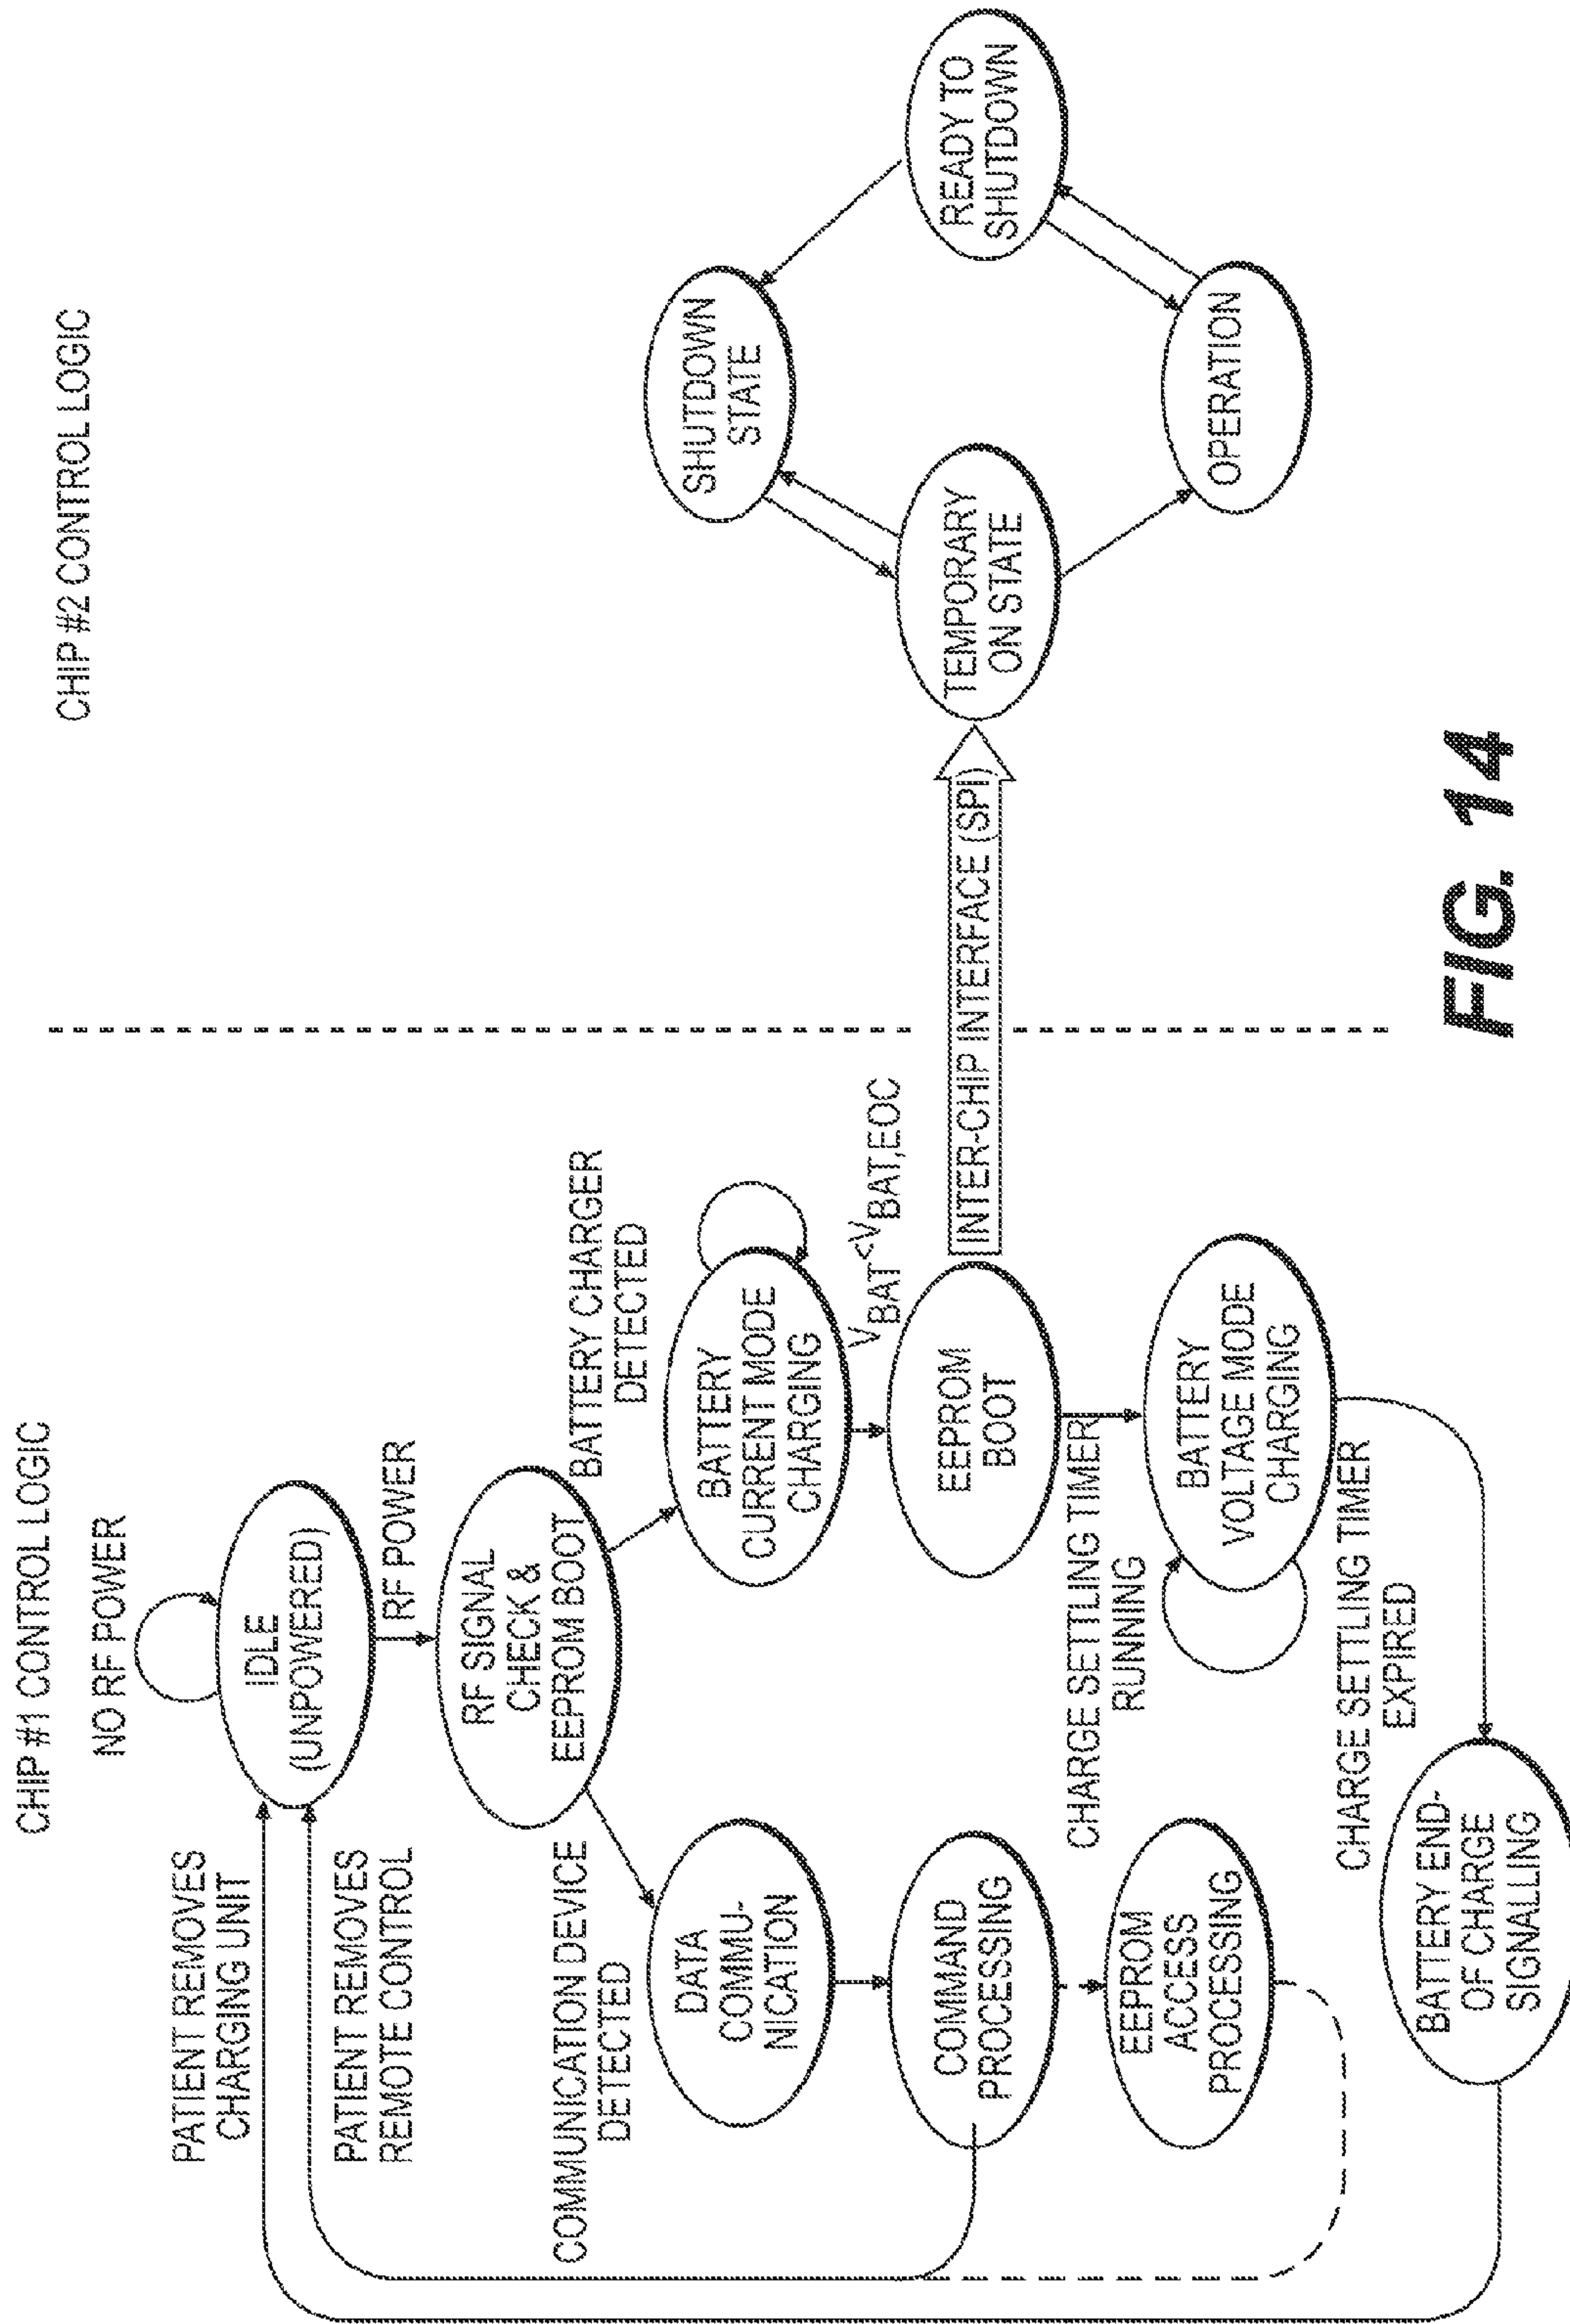 CHIP #1 CONTROL LOGIC
CHIP #2 CONTROL LOGIC
NO RF POWER
PATIENT REMOVES
CHARGING UNIT
IDLE
(UNPOWERED)
PATIENT REMOVES
REMOTE CONTROL
RF POWER
RF SIGNAL
CHECK &
EEPROM BOOT
COMMUNICATION DEVICE
DETECTED
BATTERY CHARGER
DETECTED
DATA
COMMU-
NICATION
BATTERY
CURRENT MODE
CHARGING
VBAT<VBAT,EOC
COMMAND
PROCESSING
EEPROM
BOOT
INTER-CHIP INTERFACE (SPI)
CHARGE SETTLING TIMER
RUNNING
EEPROM
ACCESS
PROCESSING
BATTERY
VOLTAGE MODE
CHARGING
CHARGE SETTLING TIMER
EXPIRED
BATTERY END-
OF CHARGE
SIGNALLING
SHUTDOWN
STATE
TEMPORARY
ON STATE
READY TO
SHUTDOWN
OPERATION
FIG. 14